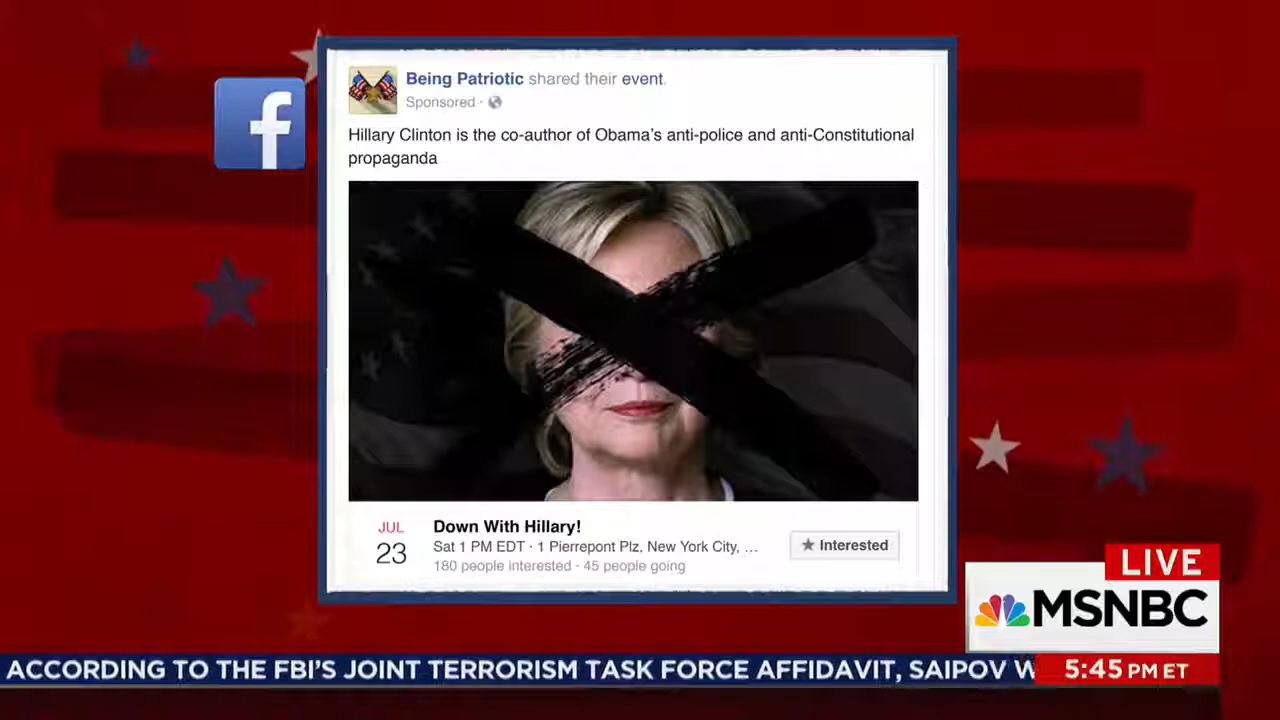 Being Patriotic shared their event.
Sponsored ·
Hillary Clinton is the co-author of Obama's anti-police and anti-Constitutional
propaganda
JUL
23
Down With Hillary!
Sat 1 PM EDT · 1 Pierrepont Plz, New York City, ...
180 people interested · 45 people going
★ Interested
LIVE
MSNBC
ACCORDING TO THE FBI'S JOINT TERRORISM TASK FORCE AFFIDAVIT, SAIPOV W
5:45 PM ET